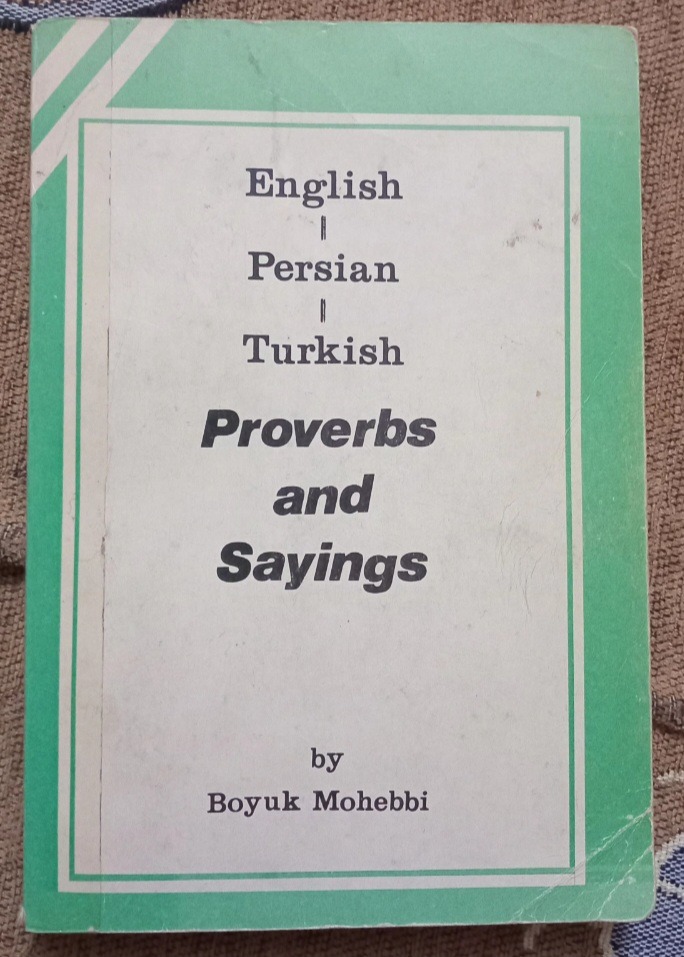 English
|
Persian
|
Turkish
Proverbs
and
Sayings
by
Boyuk Mohebbi